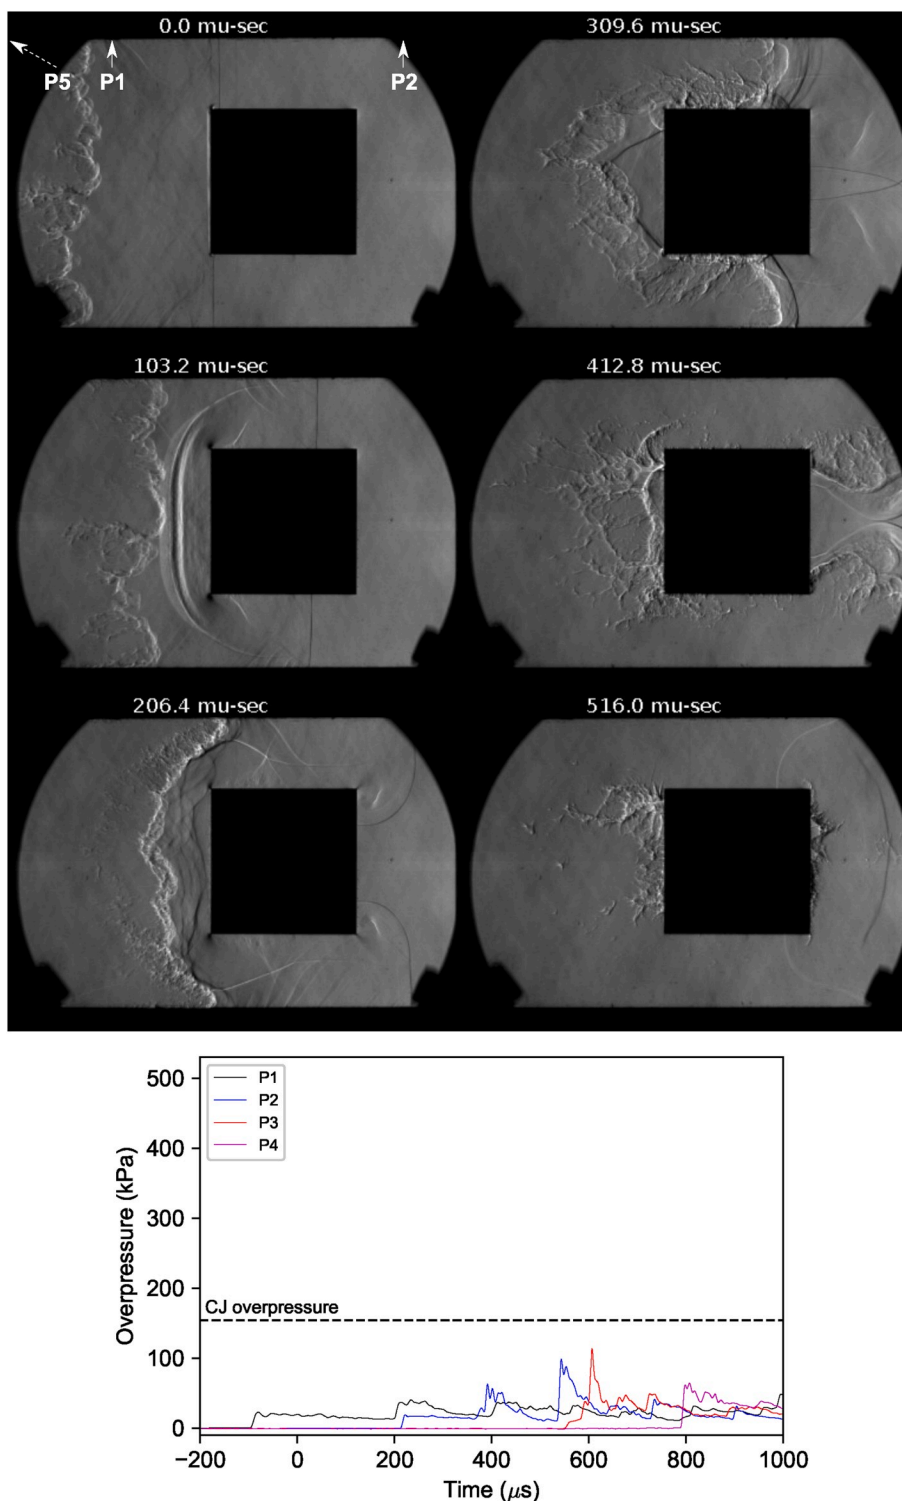 0.0 mu-sec
309.6 mu-sec
P5
P1
P2
103.2 mu-sec
412.8 mu-sec
206.4 mu-sec
516.0 mu-sec
P1
P2
P3
P4
500
400
300
200
100
0
Overpressure (kPa)
CJ overpressure
−200
0
200
400
600
800
1000
Time (μs)